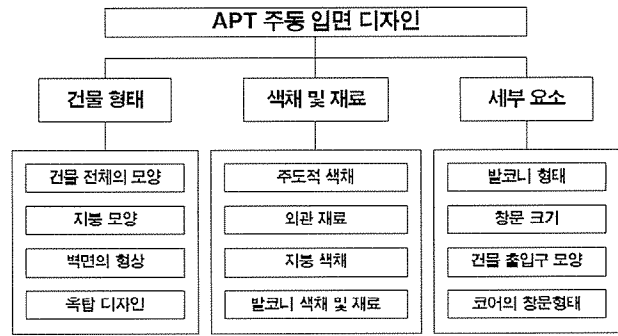 APT 주동 입면 디자인
건물 형태
색채 및 재료
세부 요소
건물 전체의 모양
지붕 모양
벽면의 형상
옥탑 디자인
주도적 색채
외관 재료
지붕 색채
발코니 색채 및 재료
발코니 형태
창문 크기
건물 출입구 모양
코어의 창문형태